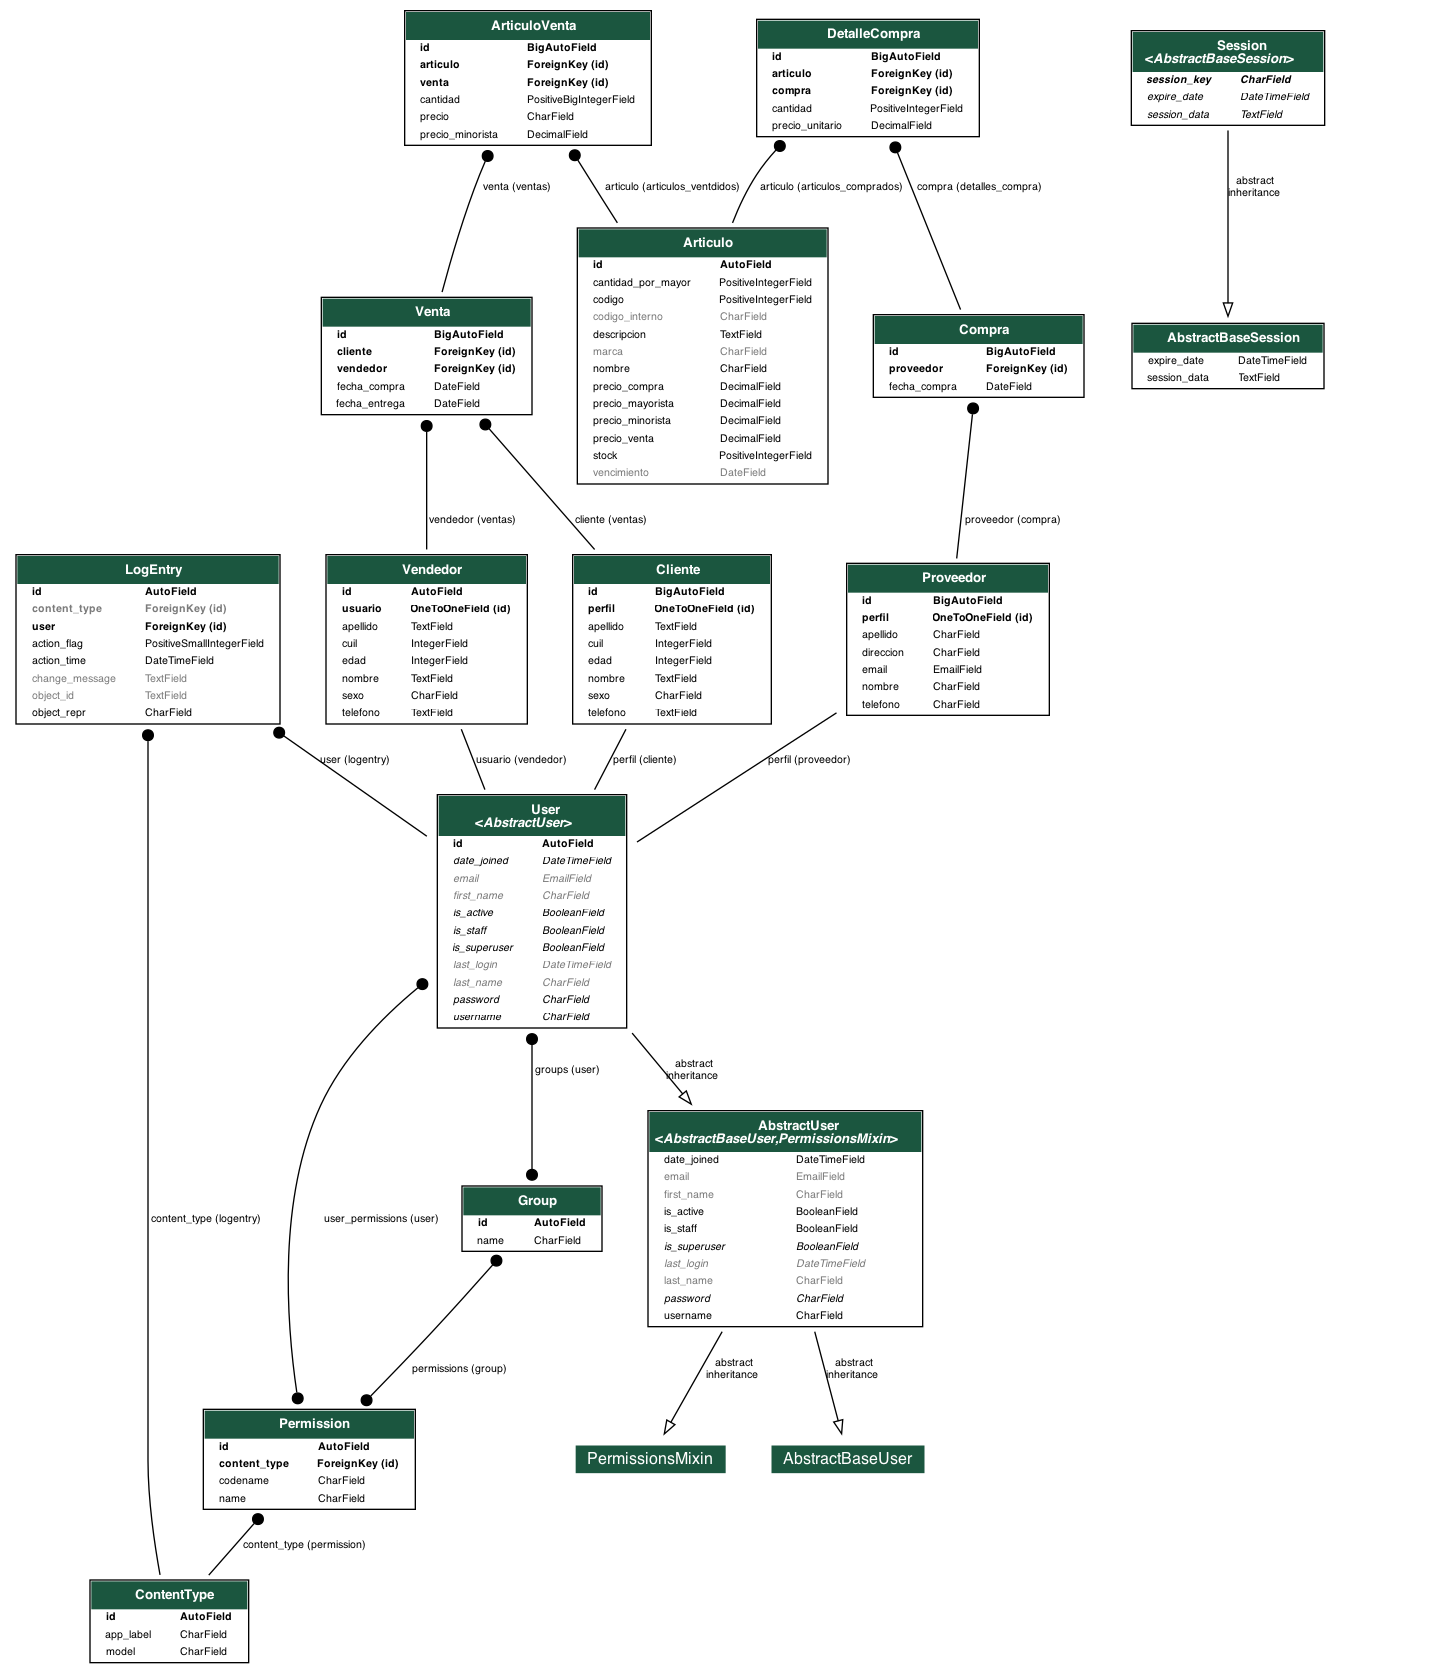 ArticuloVenta
id BigAutoField
articulo ForeignKey (id)
venta ForeignKey (id)
cantidad PositiveBigIntegerField
precio CharField
precio_minorista DecimalField
DetalleCompra
id BigAutoField
articulo ForeignKey (id)
compra ForeignKey (id)
cantidad PositiveIntegerField
precio_unitario DecimalField
Session
<AbstractBaseSession>
session_key CharField
expire_date DateTimeField
session_data TextField
venta (ventas)
articulo (articulos_ventdidos)
articulo (articulos_comprados)
compra (detalles_compra)
abstract
inheritance
Articulo
id AutoField
cantidad_por_mayor PositiveIntegerField
codigo PositiveIntegerField
codigo_interno CharField
descripcion TextField
marca CharField
nombre CharField
precio_compra DecimalField
precio_mayorista DecimalField
precio_minorista DecimalField
precio_venta DecimalField
stock PositiveIntegerField
vencimiento DateField
Venta
id BigAutoField
cliente ForeignKey (id)
vendedor ForeignKey (id)
fecha_compra DateField
fecha_entrega DateField
Compra
id BigAutoField
proveedor ForeignKey (id)
fecha_compra DateField
AbstractBaseSession
expire_date DateTimeField
session_data TextField
vendedor (ventas)
cliente (ventas)
proveedor (compra)
LogEntry
id AutoField
content_type ForeignKey (id)
user ForeignKey (id)
action_flag PositiveSmallIntegerField
action_time DateTimeField
change_message TextField
object_id TextField
object_repr CharField
Vendedor
id AutoField
usuario OneToOneField (id)
apellido TextField
cuil IntegerField
edad IntegerField
nombre TextField
sexo CharField
telefono TextField
Cliente
id BigAutoField
perfil OneToOneField (id)
apellido TextField
cuil IntegerField
edad IntegerField
nombre TextField
sexo CharField
telefono TextField
Proveedor
id BigAutoField
perfil OneToOneField (id)
apellido CharField
direccion CharField
email EmailField
nombre CharField
telefono CharField
user (logentry)
usuario (vendedor)
perfil (cliente)
perfil (proveedor)
User
<AbstractUser>
id AutoField
date_joined DateTimeField
email EmailField
first_name CharField
is_active BooleanField
is_staff BooleanField
is_superuser BooleanField
last_login DateTimeField
last_name CharField
password CharField
username CharField
groups (user)
abstract
inheritance
AbstractUser
<AbstractBaseUser,PermissionsMixin>
date_joined DateTimeField
email EmailField
first_name CharField
is_active BooleanField
is_staff BooleanField
is_superuser BooleanField
last_login DateTimeField
last_name CharField
password CharField
username CharField
Group
id AutoField
name CharField
content_type (logentry)
user_permissions (user)
permissions (group)
abstract
inheritance
abstract
inheritance
Permission
id AutoField
content_type ForeignKey (id)
codename CharField
name CharField
PermissionsMixin
AbstractBaseUser
content_type (permission)
ContentType
id AutoField
app_label CharField
model CharField